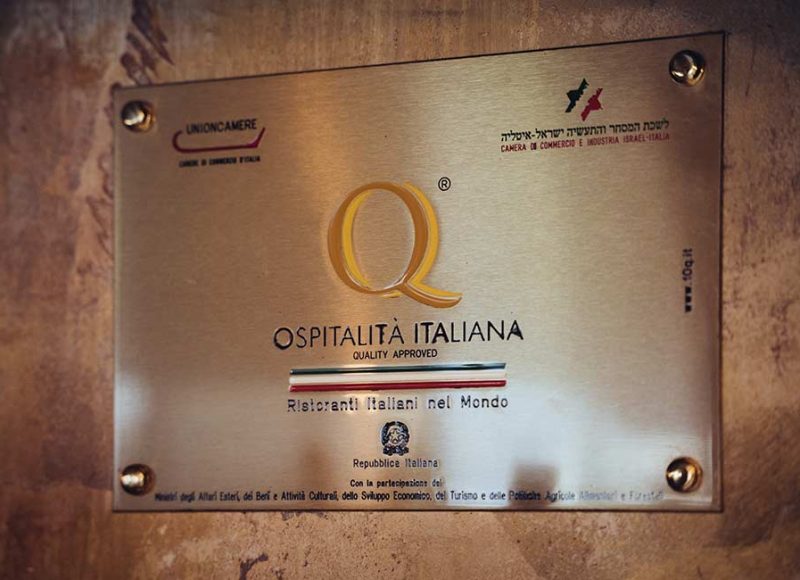 UNIONCAMERE
CAMERE DI COMMERCIO D'ITALIA
לשכת המסחר והתעשיה ישראל-איטליה
CAMERA DI COMMERCIO E INDUSTRIA ISRAEL-ITALIA
Q®
OSPITALITÀ ITALIANA
QUALITY APPROVED
Ristoranti Italiani nel Mondo
Repubblica Italiana
Con la partecipazione dei
Ministri degli Affari Esteri, dei Beni e Attività Culturali, dello Sviluppo Economico, del Turismo e delle Politiche Agricole Alimentari e Forestali
www.10q.it